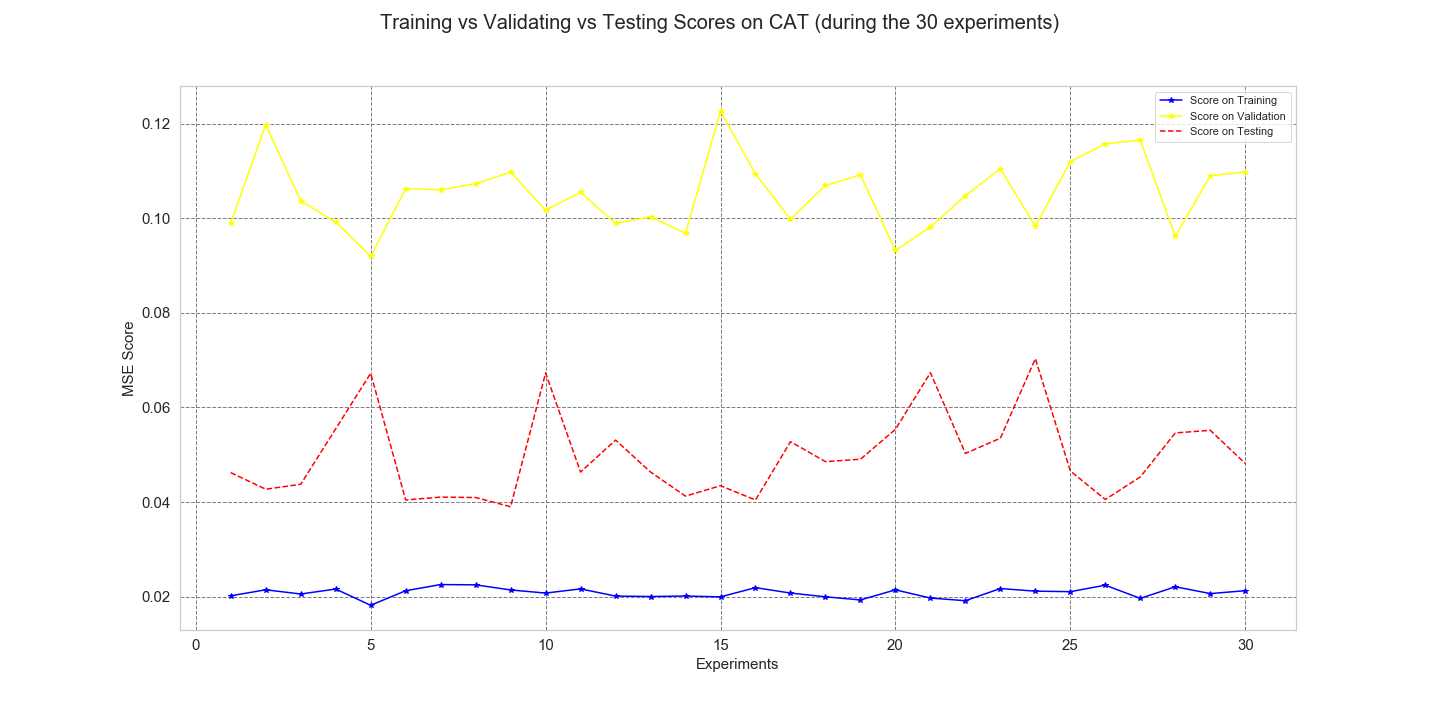 Training vs Validating vs Testing Scores on CAT (during the 30 experiments)
Score on Training
Score on Validation
Score on Testing
0.12
0.10
0.08
0.06
0.04
0.02
MSE Score
0 5 10 15 20 25 30
Experiments